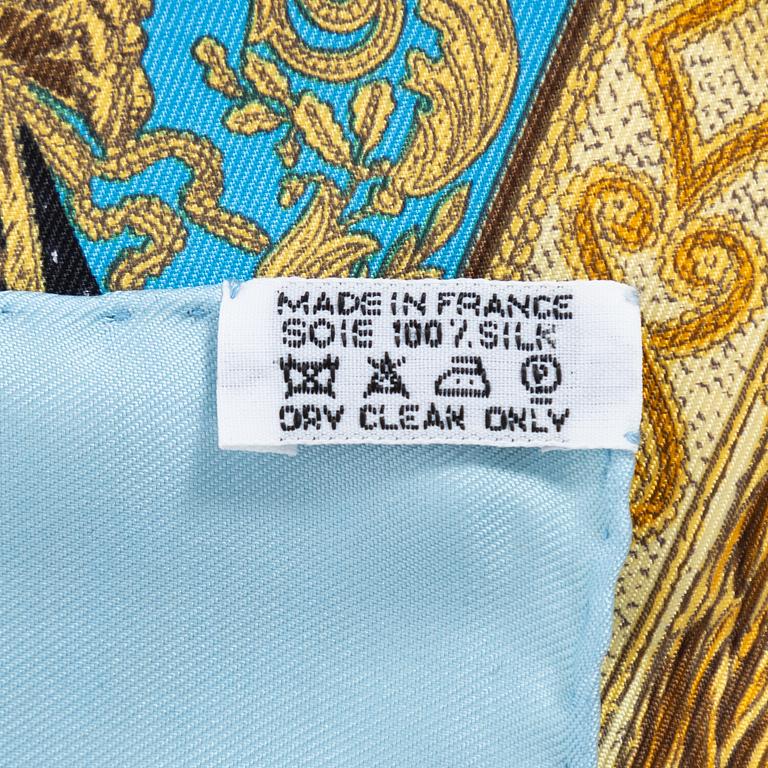 MADE IN FRANCE
SOIE 100% SILK
P
DRY CLEAN ONLY